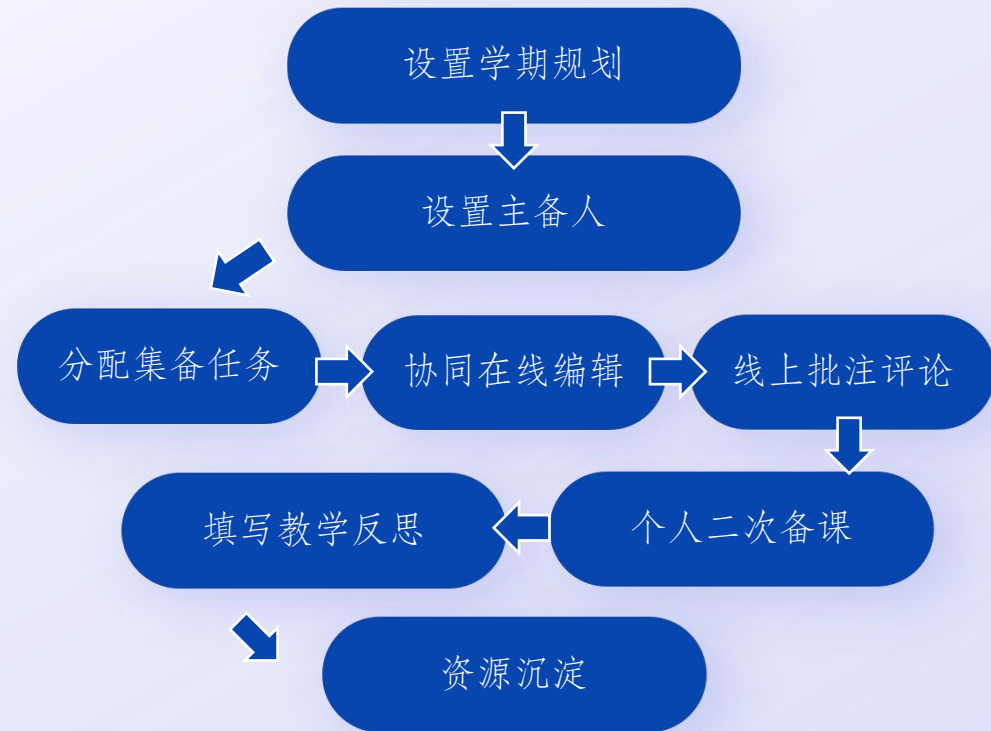 设置学期规划
设置主备人
分配集备任务
协同在线编辑
线上批注评论
个人二次备课
填写教学反思
资源沉淀